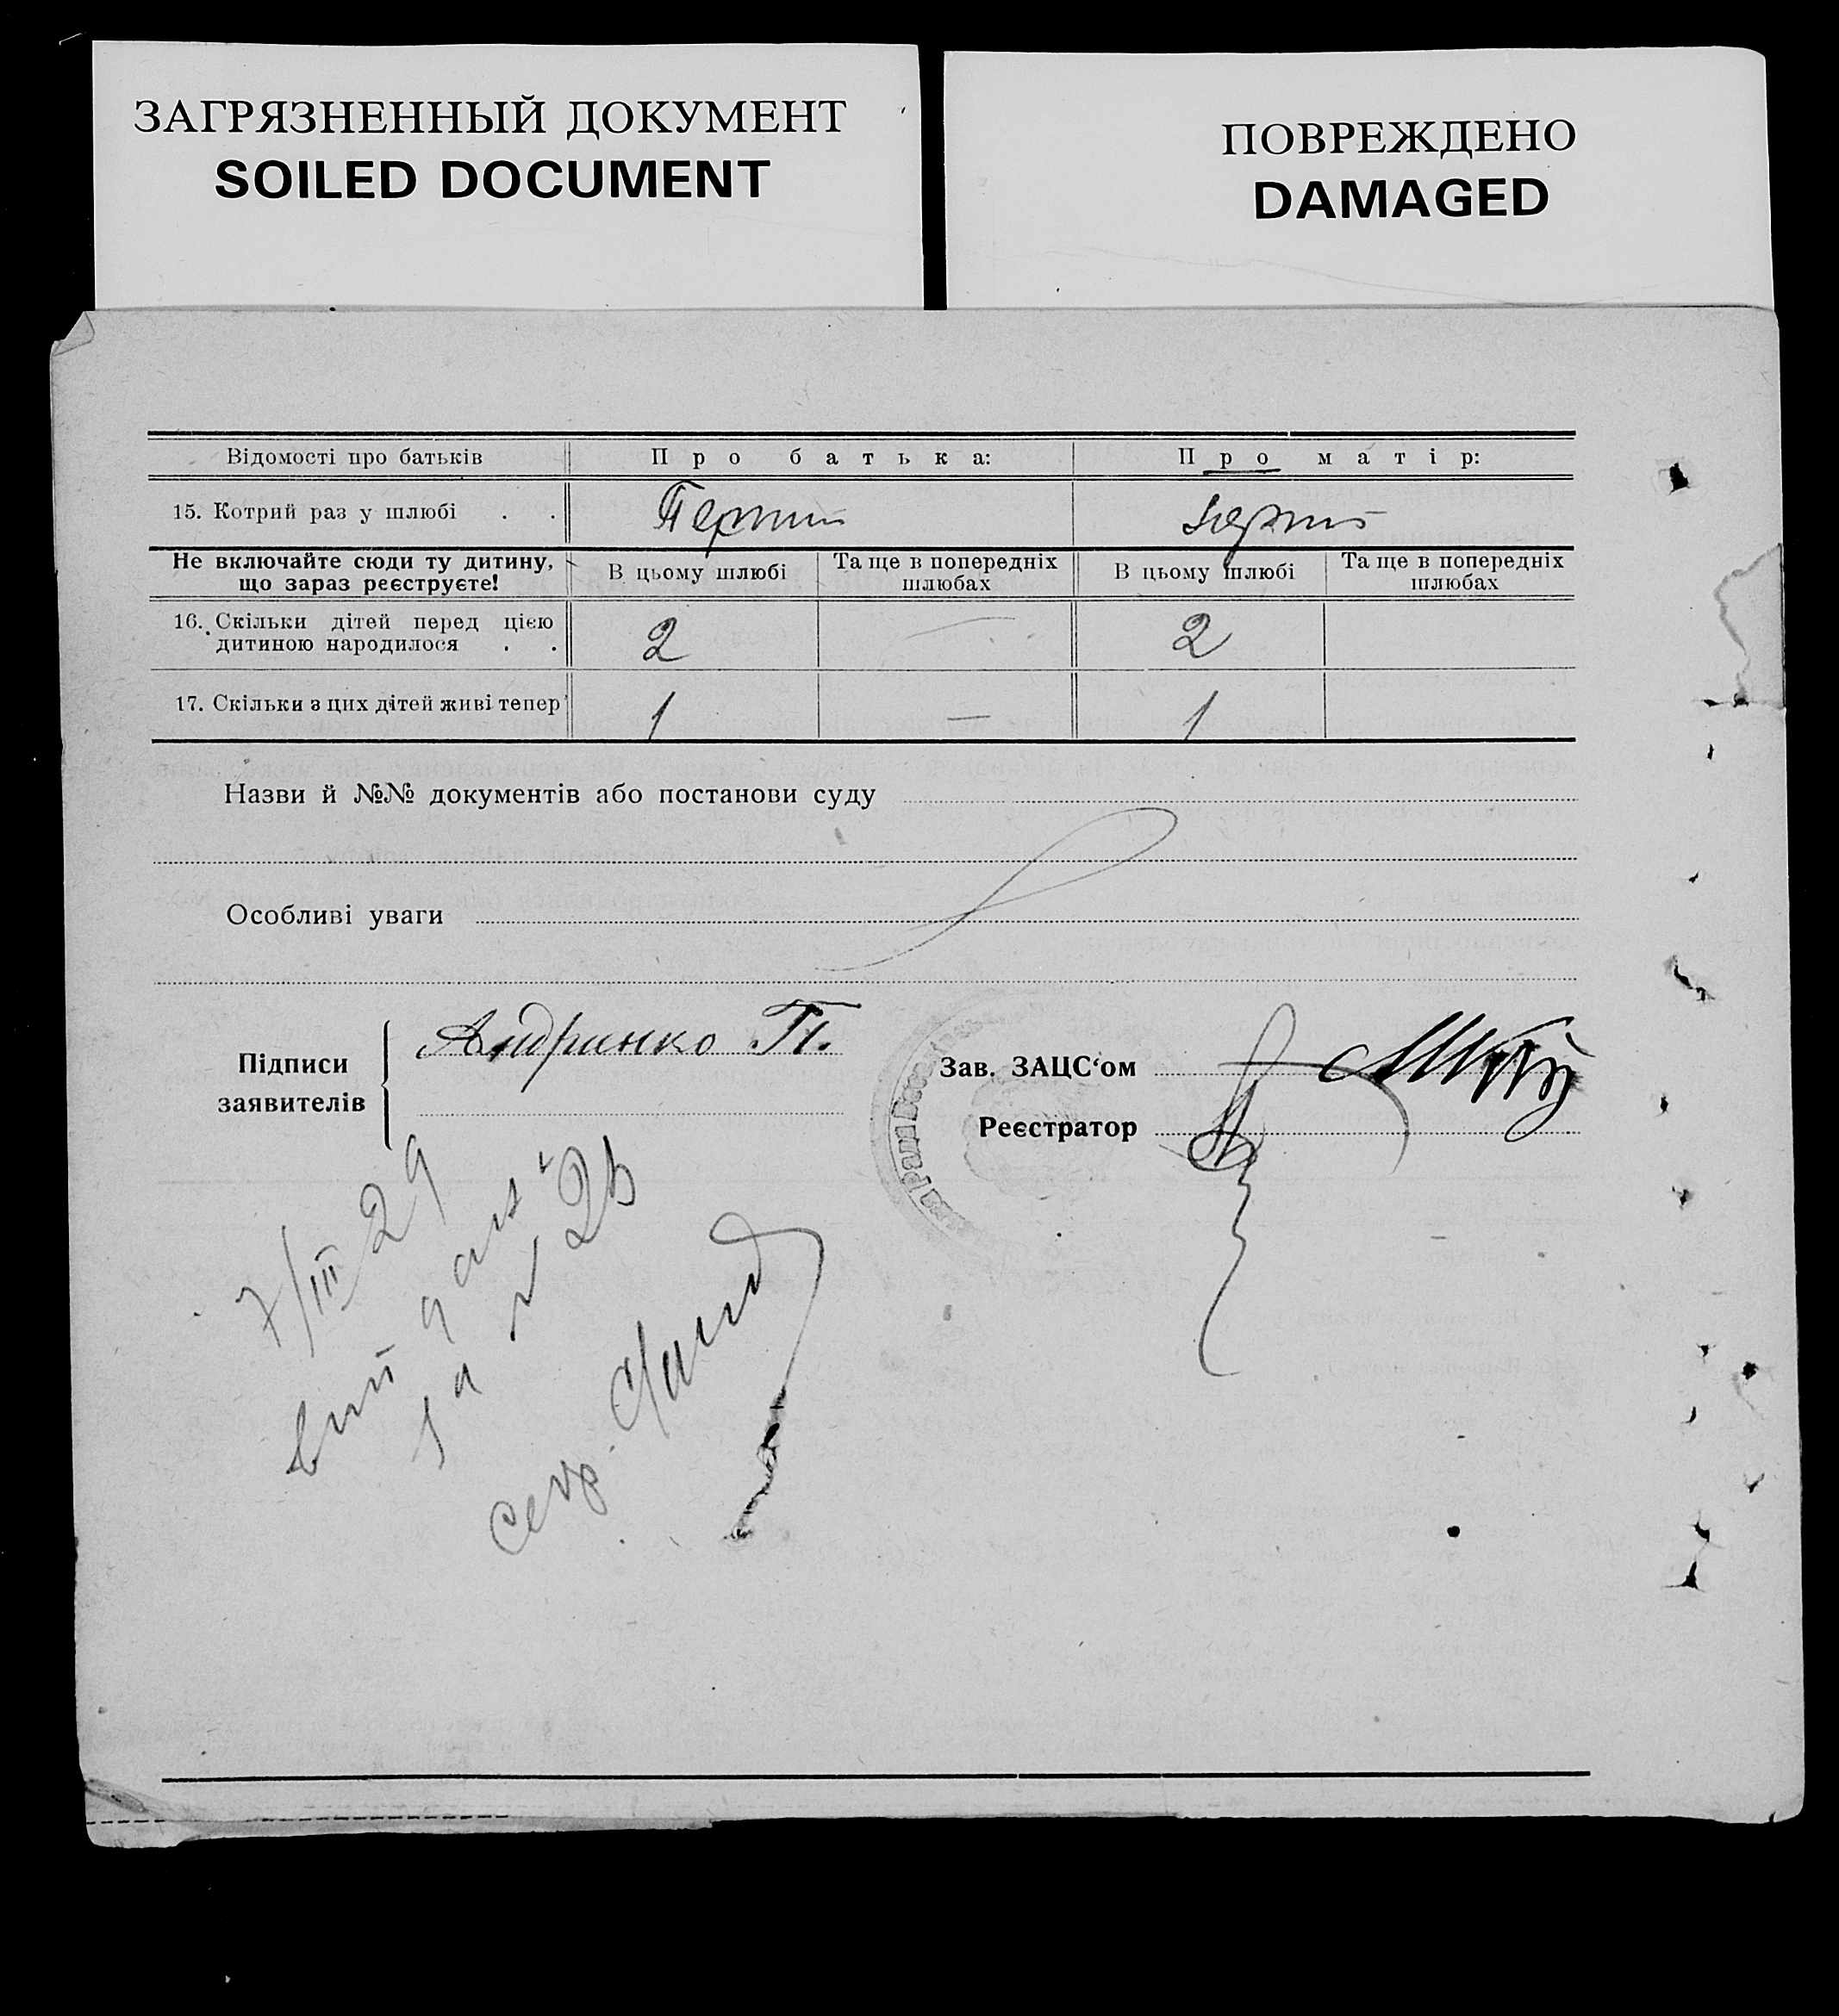 ЗАГРЯЗНЕННЫЙ ДОКУМЕНТ
SOILED DOCUMENT
ПОВРЕЖДЕНО
DAMAGED
Відомості про батьків Про батька: Про матір:
15. Котрий раз у шлюбі . . Перший
Не включайте сюди ту дитину, що зараз реєструєте! В цьому шлюбі Та ще в попередніх шлюбах В цьому шлюбі Та ще в попередніх шлюбах
16. Скільки дітей перед цією
дитиною народилося . . 2 — 2
17. Скільки з цих дітей живі тепер 1 — 1
Назви й №№ документів або постанови суду
Особливі уваги
Підписи
заявителів
Андринко П.
Зав. ЗАЦС‘ом
Реєстратор
7/III 29